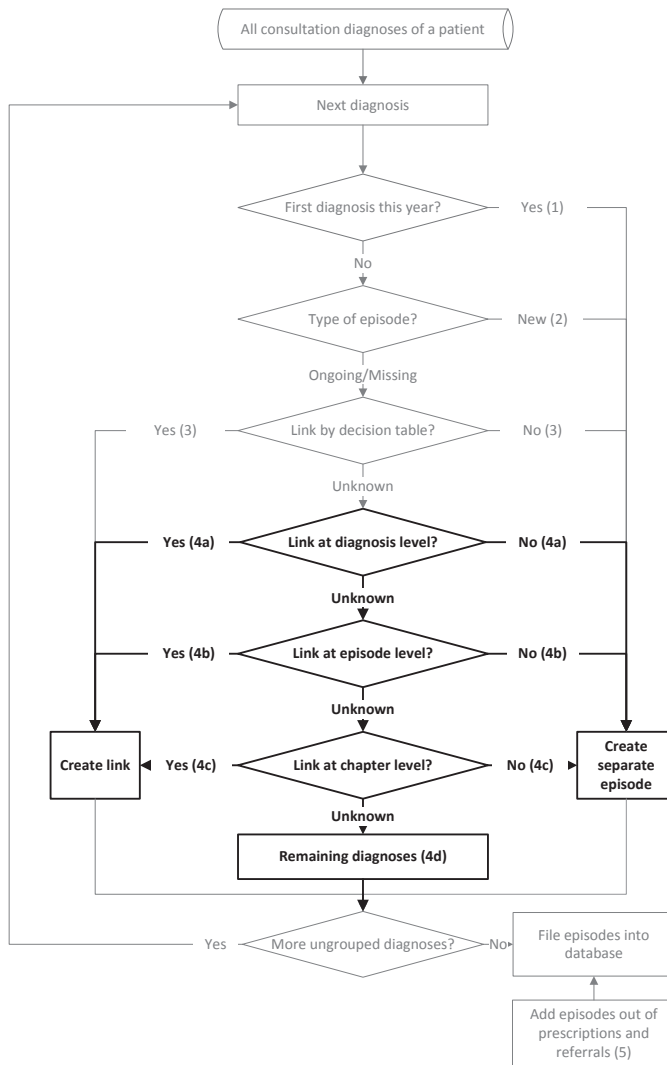 All consultation diagnoses of a patient
Next diagnosis
First diagnosis this year?
Yes (1)
No
Type of episode?
New (2)
Ongoing/Missing
Yes (3)
Link by decision table?
No (3)
Unknown
Yes (4a)
Link at diagnosis level?
No (4a)
Unknown
Yes (4b)
Link at episode level?
No (4b)
Unknown
Create link
Yes (4c)
Link at chapter level?
No (4c)
Create
separate
episode
Unknown
Remaining diagnoses (4d)
Yes
More ungrouped diagnoses?
No
File episodes into
database
Add episodes out of
prescriptions and
referrals (5)